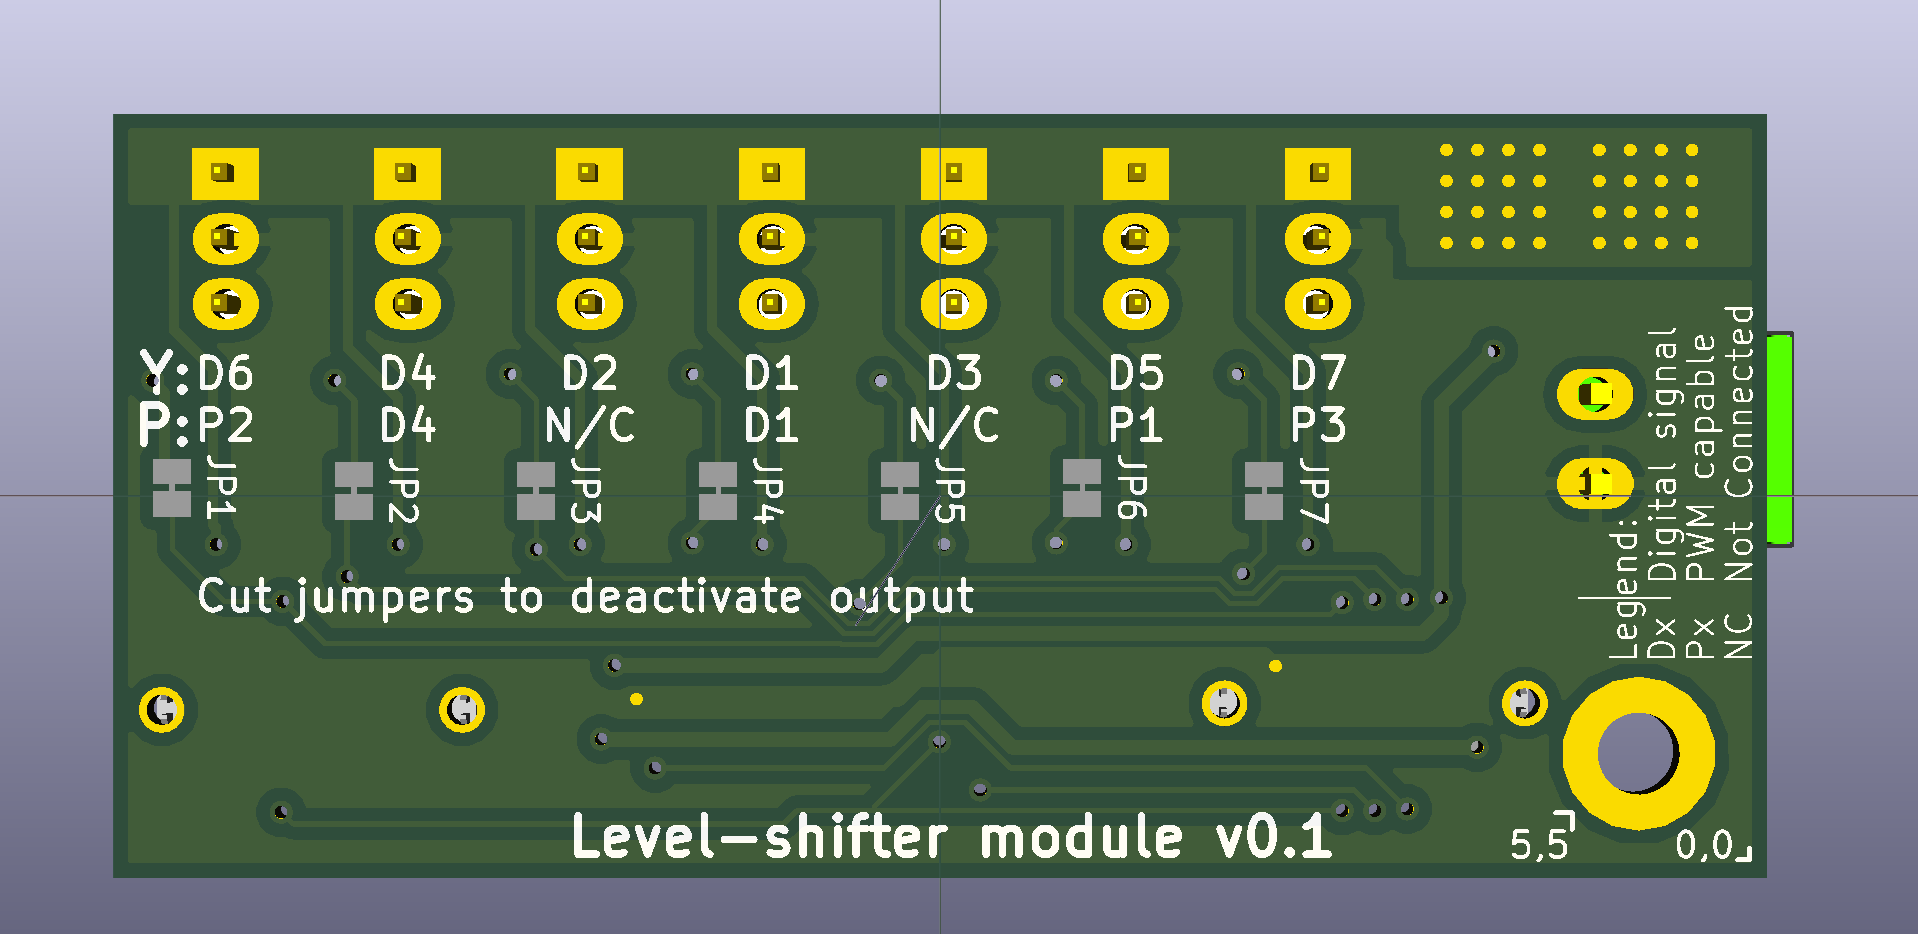 Y: D6 D4 D2 D1 D3 D5 D7
P: P2 D4 N/C D1 N/C P1 P3
JP1 JP2 JP3 JP4 JP5 JP6 JP7
Cut jumpers to deactivate output
Legend:
Dx Digital signal
Px PWM capable
NC Not Connected
Level-shifter module v0.1
5,5
0,0